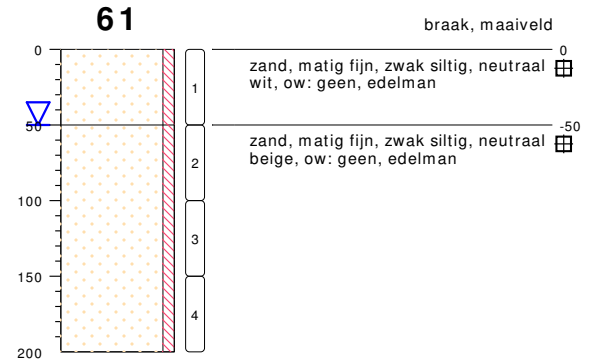 61
braak, maaiveld
0
0
zand, matig fijn, zwak siltig, neutraal
wit, ow: geen, edelman
1
50
-50
zand, matig fijn, zwak siltig, neutraal
beige, ow: geen, edelman
2
100
3
150
4
200